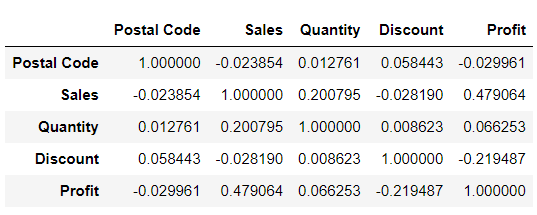 Postal Code Sales Quantity Discount Profit
Postal Code 1.000000 -0.023854 0.012761 0.058443 -0.029961
Sales -0.023854 1.000000 0.200795 -0.028190 0.479064
Quantity 0.012761 0.200795 1.000000 0.008623 0.066253
Discount 0.058443 -0.028190 0.008623 1.000000 -0.219487
Profit -0.029961 0.479064 0.066253 -0.219487 1.000000